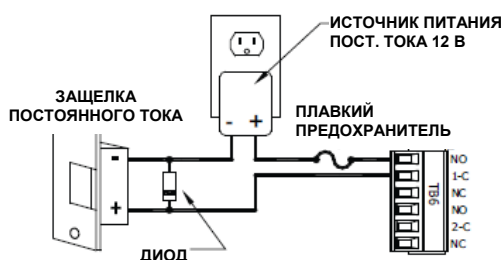 ИСТОЧНИК ПИТАНИЯ
ПОСТ. ТОКА 12 В
ЗАЩЕЛКА
ПОСТОЯННОГО ТОКА
ПЛАВКИЙ
ПРЕДОХРАНИТЕЛЬ
- +
-
+
ДИОД
TB6
NO
1-C
NC
NO
2-C
NC